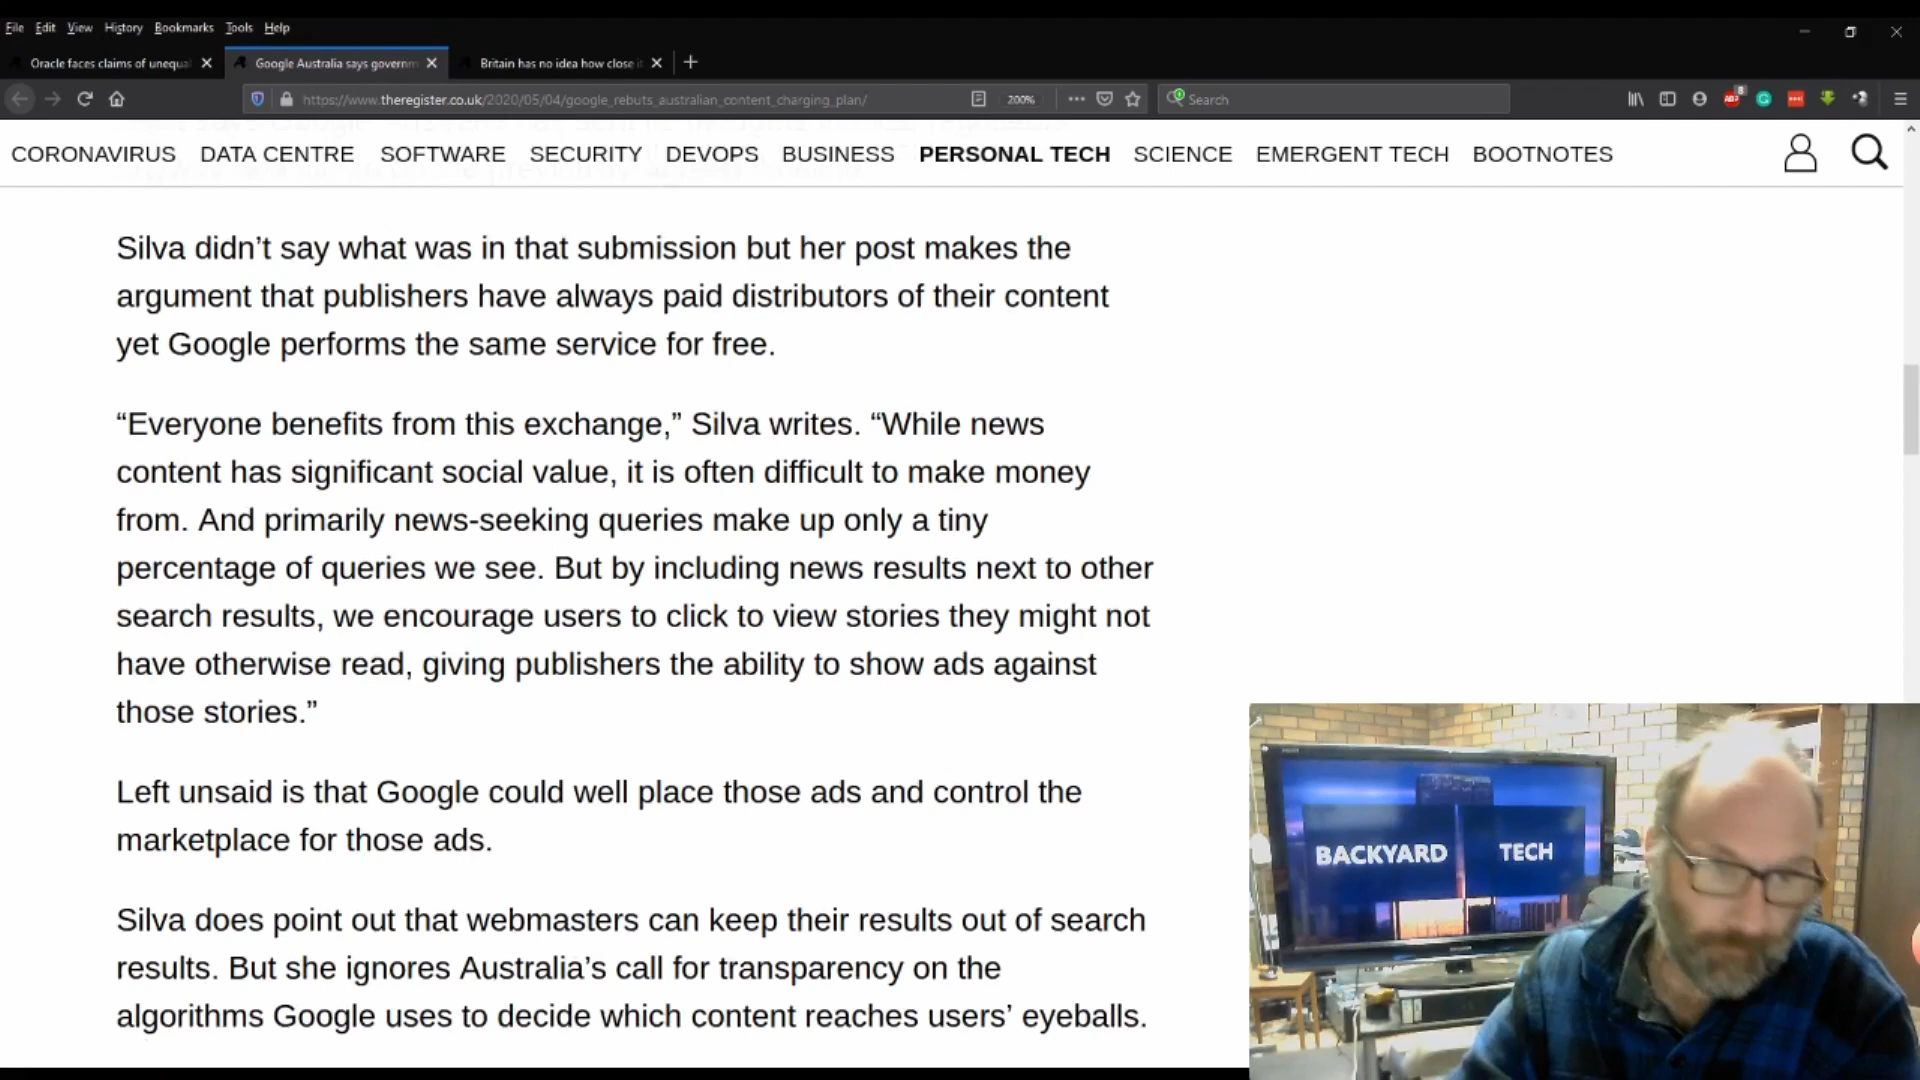 File Edit View History Bookmarks Tools Help
Oracle faces claims of unequal
Google Australia says governm
Britain has no idea how close i
https://www.theregister.co.uk/2020/05/04/google_rebuts_australian_content_charging_plan/
200%
Search
8
CORONAVIRUS DATA CENTRE SOFTWARE SECURITY DEVOPS BUSINESS PERSONAL TECH SCIENCE EMERGENT TECH BOOTNOTES
Silva didn’t say what was in that submission but her post makes the
argument that publishers have always paid distributors of their content
yet Google performs the same service for free.
“Everyone benefits from this exchange,” Silva writes. “While news
content has significant social value, it is often difficult to make money
from. And primarily news-seeking queries make up only a tiny
percentage of queries we see. But by including news results next to other
search results, we encourage users to click to view stories they might not
have otherwise read, giving publishers the ability to show ads against
those stories.”
Left unsaid is that Google could well place those ads and control the
marketplace for those ads.
Silva does point out that webmasters can keep their results out of search
results. But she ignores Australia’s call for transparency on the
algorithms Google uses to decide which content reaches users’ eyeballs.
BACKYARD TECH